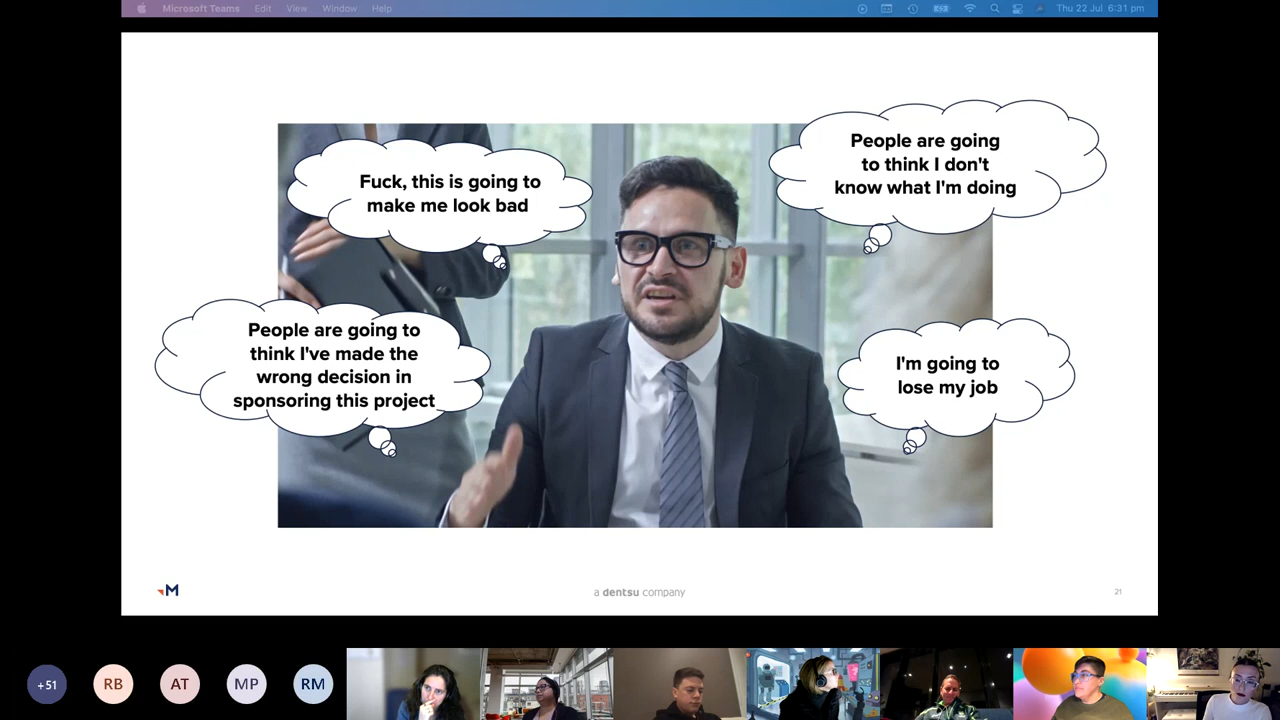 Microsoft Teams Edit View Window Help Thu 22 Jul 6:31 pm
Fuck, this is going to
make me look bad
People are going
to think I don't
know what I'm doing
People are going to
think I've made the
wrong decision in
sponsoring this project
I'm going to
lose my job
M
a dentsu company
21
+51
RB
AT
MP
RM